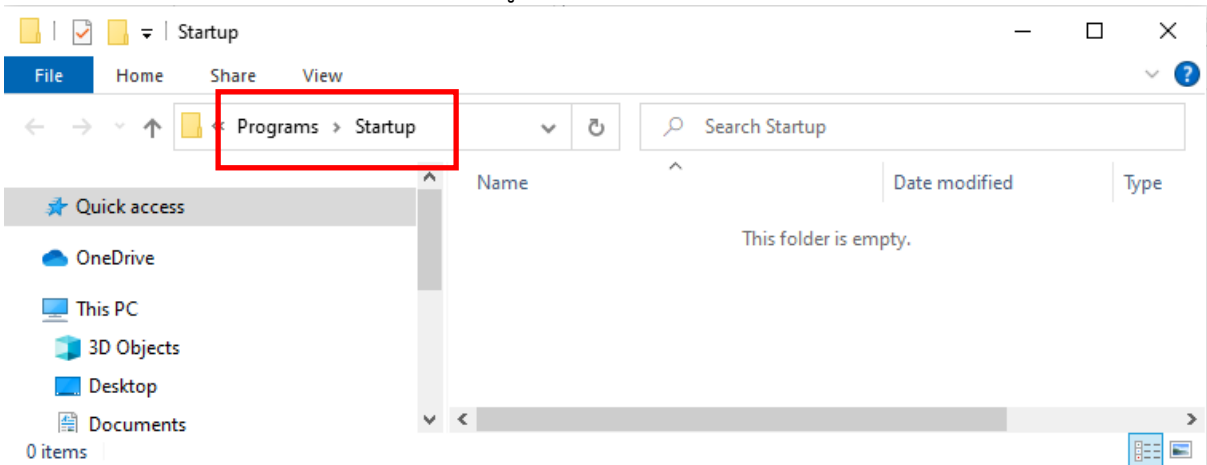 Startup
File Home Share View
« Programs > Startup
Search Startup
Name Date modified Type
Quick access
This folder is empty.
OneDrive
This PC
3D Objects
Desktop
Documents
0 items